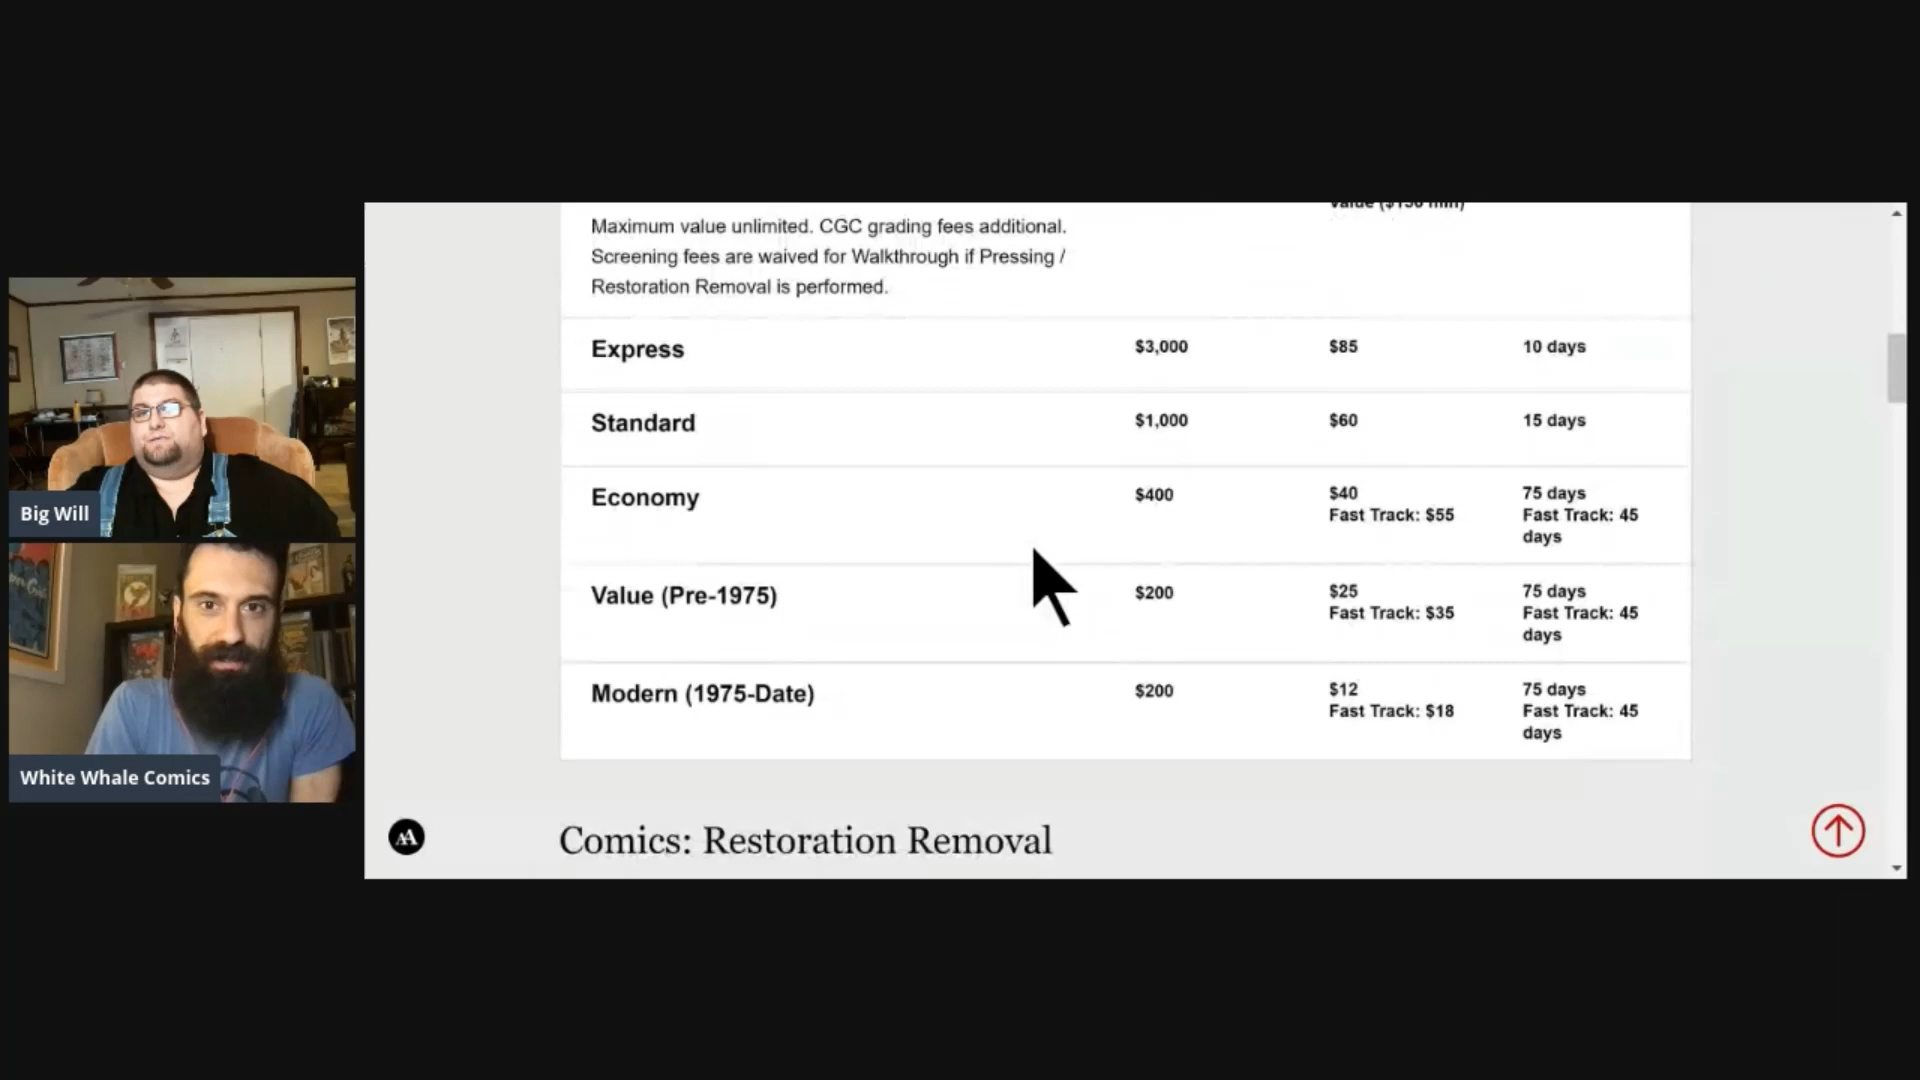 Value ($150 min)
Maximum value unlimited. CGC grading fees additional.
Screening fees are waived for Walkthrough if Pressing /
Restoration Removal is performed.
Express $3,000 $85 10 days
Standard $1,000 $60 15 days
Economy $400 $40 75 days
Fast Track: $55 Fast Track: 45
days
Value (Pre-1975) $200 $25 75 days
Fast Track: $35 Fast Track: 45
days
Modern (1975-Date) $200 $12 75 days
Fast Track: $18 Fast Track: 45
days
Comics: Restoration Removal
AA
Big Will
White Whale Comics